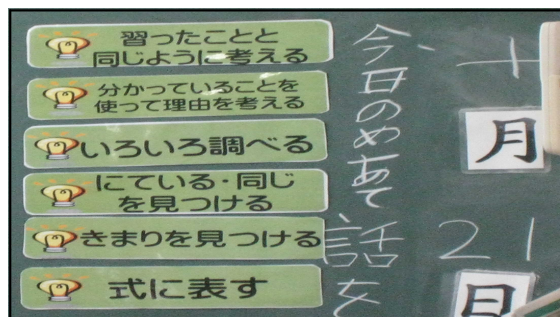 習ったことと
同じように考える
分かっていることを
使って理由を考える
いろいろ調べる
にている・同じ
を見つける
きまりを見つける
式に表す
今日のめあて
話を
十
月
21
日